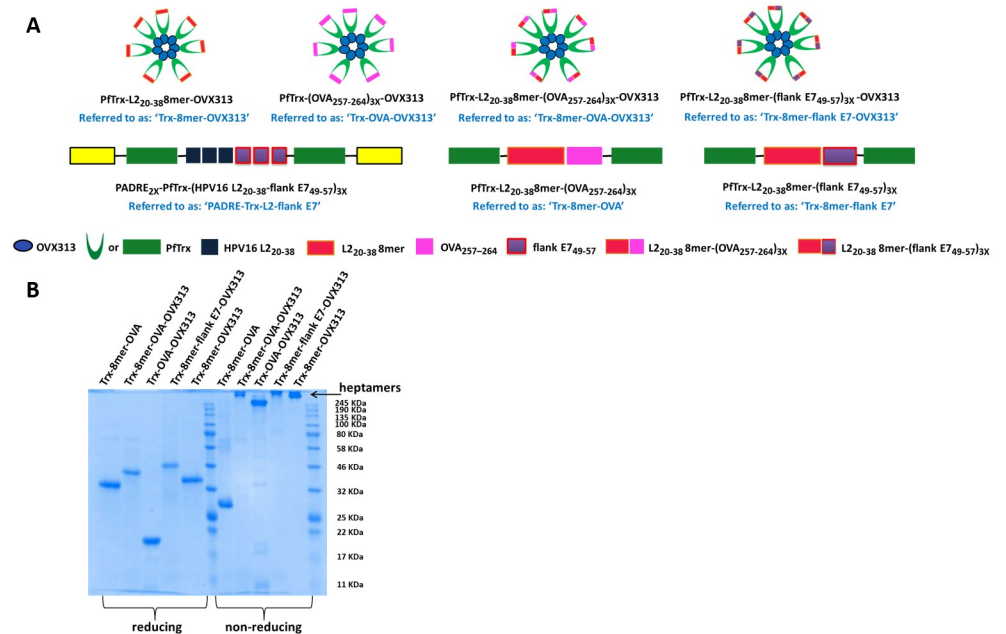 A
PfTrx-L2₂₀₋₃₈8mer-OVX313
Referred to as: ‘Trx-8mer-OVX313’
PfTrx-(OVA₂₅₇₋₂₆₄)₃ₓ-OVX313
Referred to as: ‘Trx-OVA-OVX313’
PfTrx-L2₂₀₋₃₈8mer-(OVA₂₅₇₋₂₆₄)₃ₓ-OVX313
Referred to as: ‘Trx-8mer-OVA-OVX313’
PfTrx-L2₂₀₋₃₈8mer-(flank E7₄₉₋₅₇)₃ₓ -OVX313
Referred to as: ‘Trx-8mer-flank E7-OVX313’
PADRE₂ₓ-PfTrx-(HPV16 L2₂₀₋₃₈-flank E7₄₉₋₅₇)₃ₓ
Referred to as: ‘PADRE-Trx-L2-flank E7’
PfTrx-L2₂₀₋₃₈8mer-(OVA₂₅₇₋₂₆₄)₃ₓ
Referred to as: ‘Trx-8mer-OVA’
PfTrx-L2₂₀₋₃₈8mer-(flank E7₄₉₋₅₇)₃ₓ
Referred to as: ‘Trx-8mer-flank E7’
OVX313 or PfTrx HPV16 L2₂₀₋₃₈ L2₂₀₋₃₈ 8mer OVA₂₅₇₋₂₆₄ flank E7₄₉₋₅₇ L2₂₀₋₃₈ 8mer-(OVA₂₅₇₋₂₆₄)₃ₓ L2₂₀₋₃₈ 8mer-(flank E7₄₉₋₅₇)₃ₓ
B
Trx-8mer-OVA
Trx-8mer-OVA-OVX313
Trx-OVA-OVX313
Trx-8mer-flank E7-OVX313
Trx-8mer-OVX313
Trx-8mer-OVA
Trx-8mer-OVA-OVX313
Trx-OVA-OVX313
Trx-8mer-flank E7-OVX313
Trx-8mer-OVX313
heptamers
245 KDa
190 KDa
135 KDa
100 KDa
80 KDa
58 KDa
46 KDa
32 KDa
25 KDa
22 KDa
17 KDa
11 KDa
reducing
non-reducing